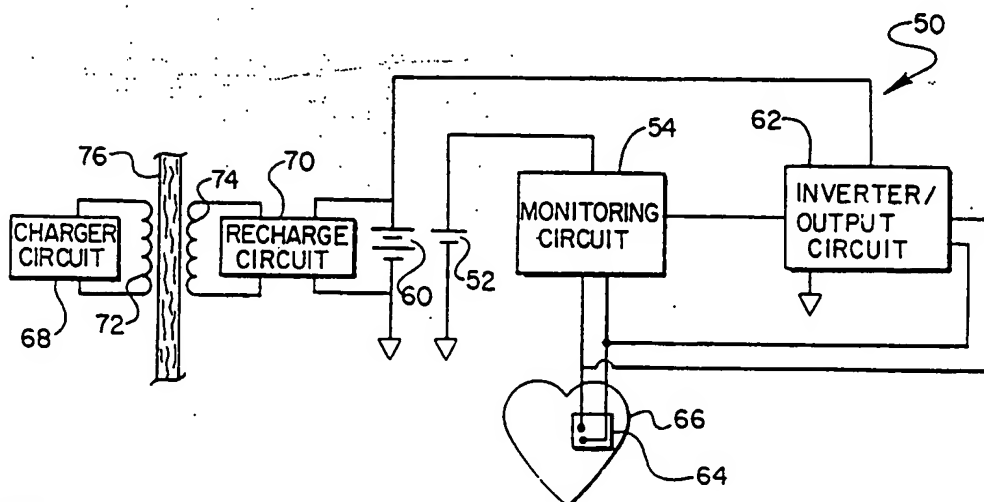 50
62
54
76
74
70
MONITORING
CIRCUIT
INVERTER/
OUTPUT
CIRCUIT
CHARGER
CIRCUIT
RECHARGE
CIRCUIT
60
52
68
72
66
64